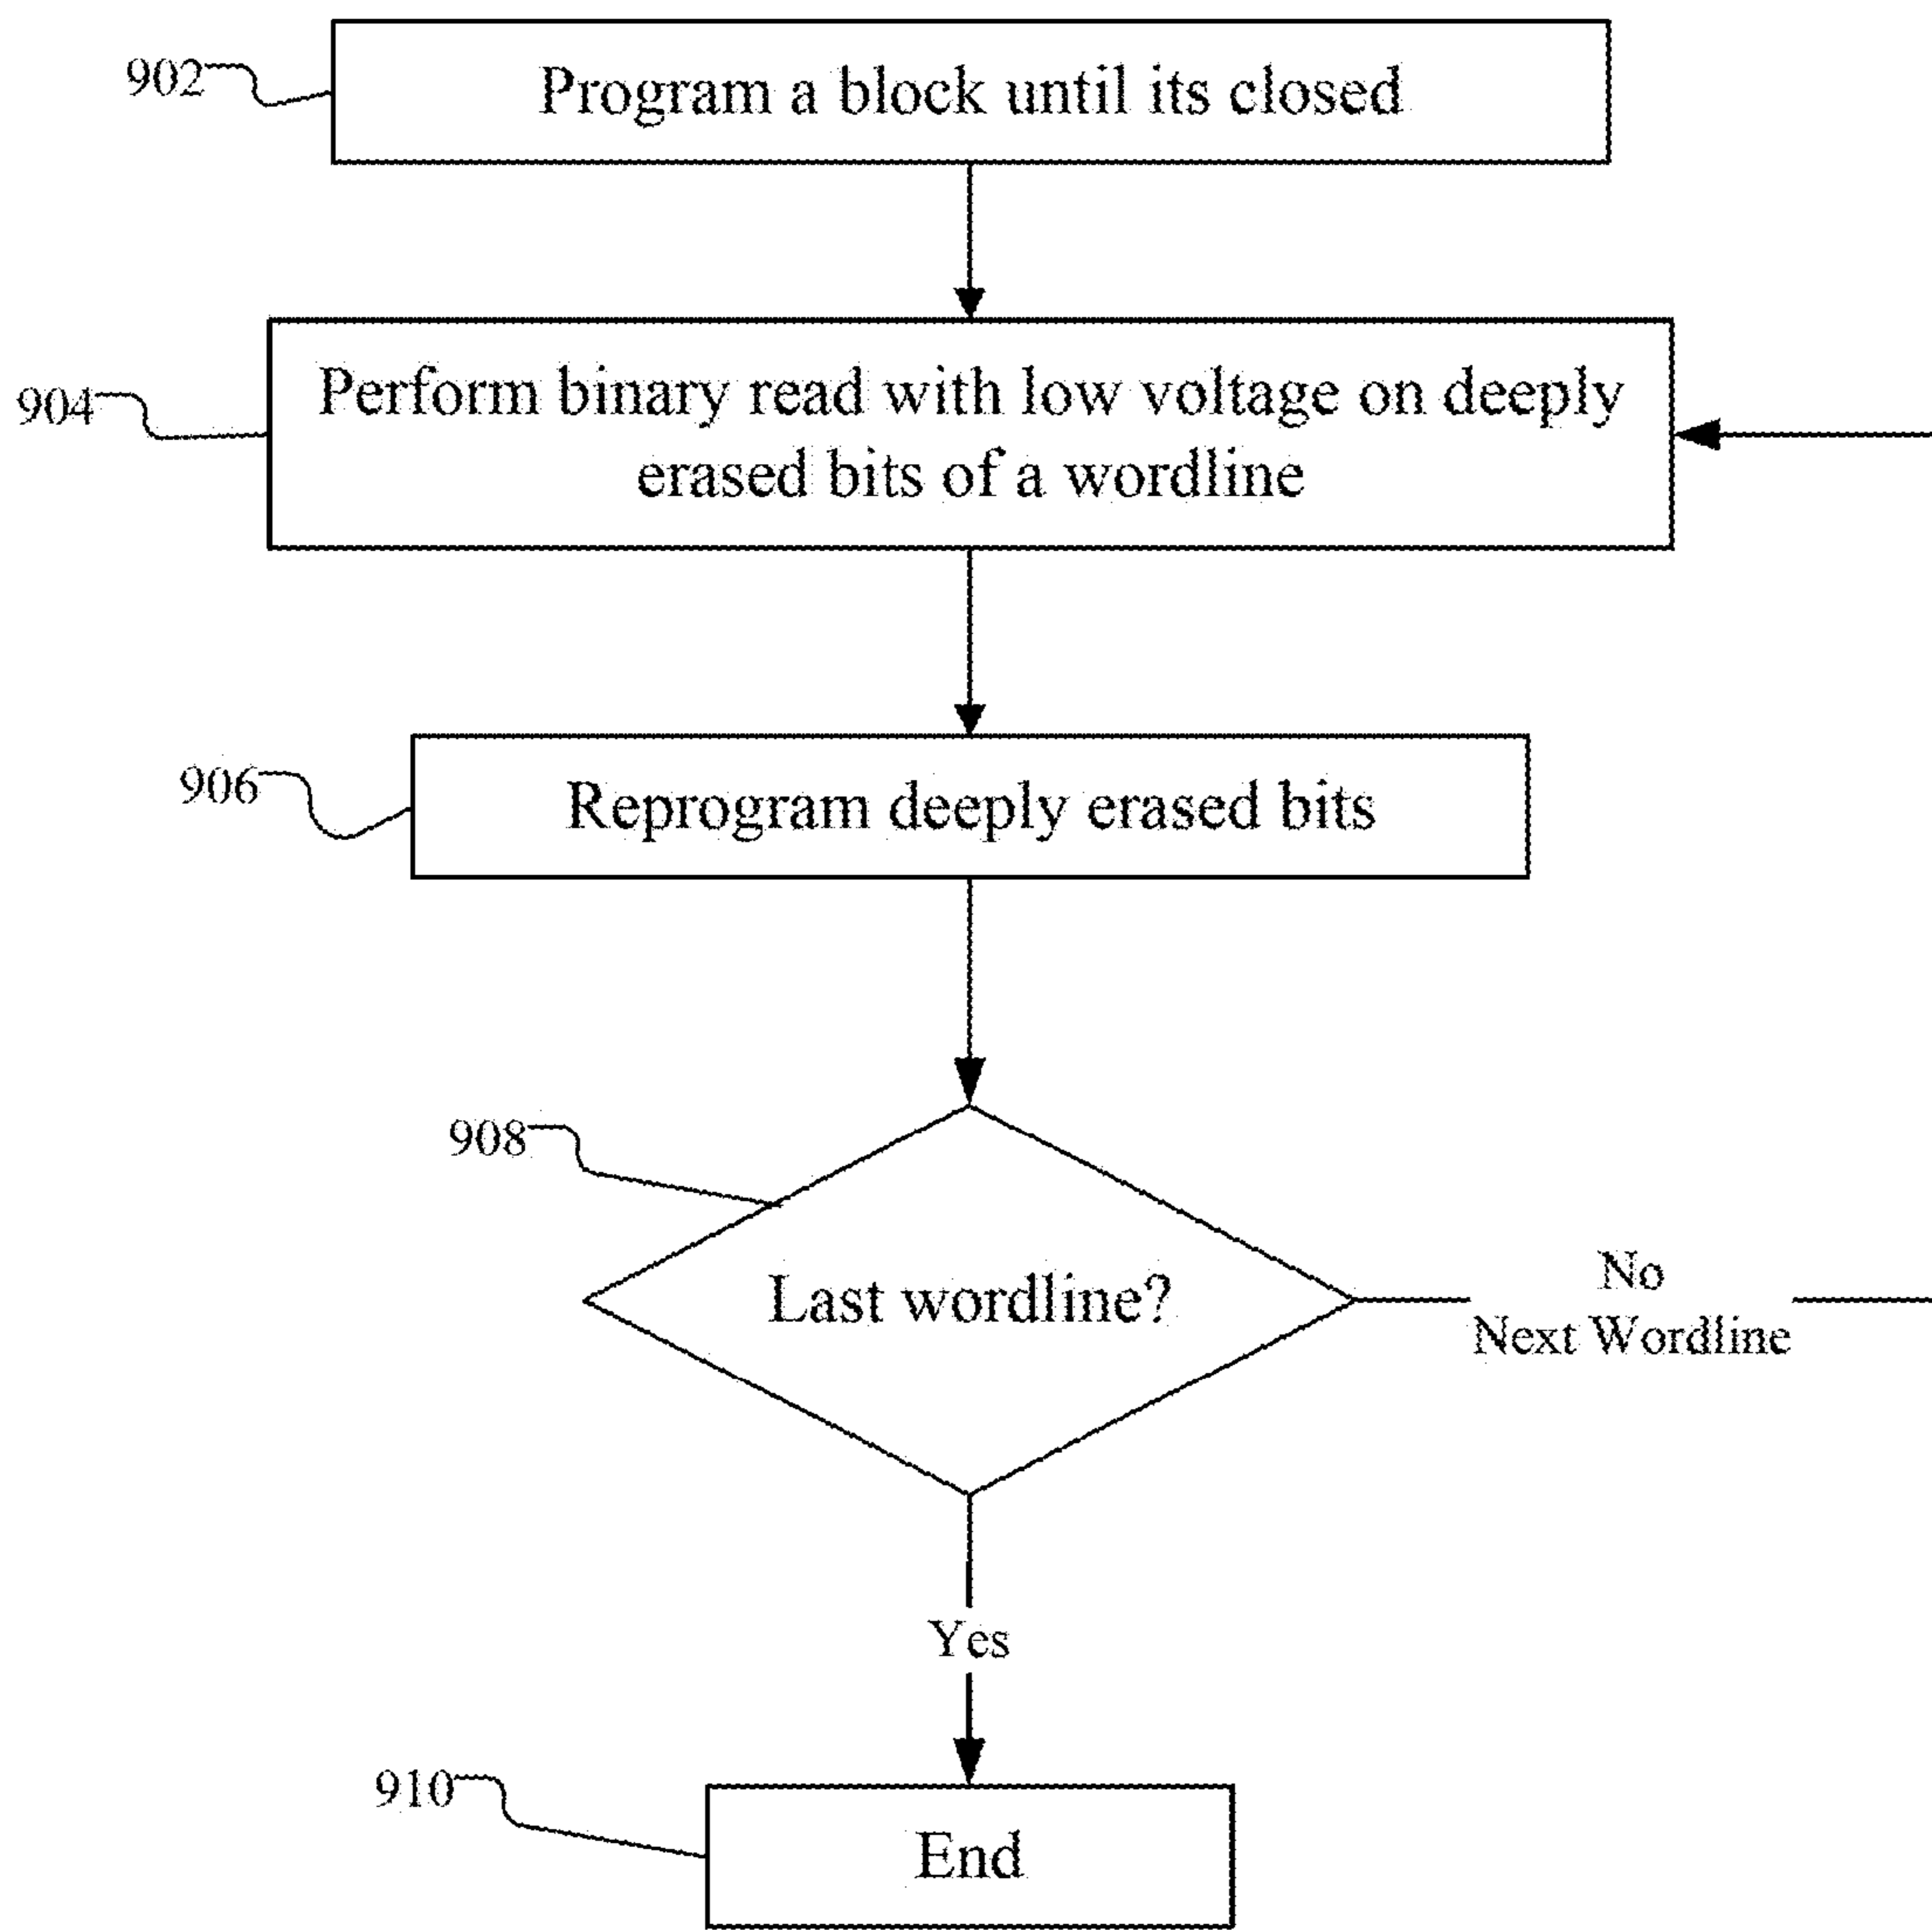 902
Program a block until its closed
904
Perform binary read with low voltage on deeply
erased bits of a wordline
906
Reprogram deeply erased bits
908
Last wordline?
No
Next Wordline
Yes
910
End